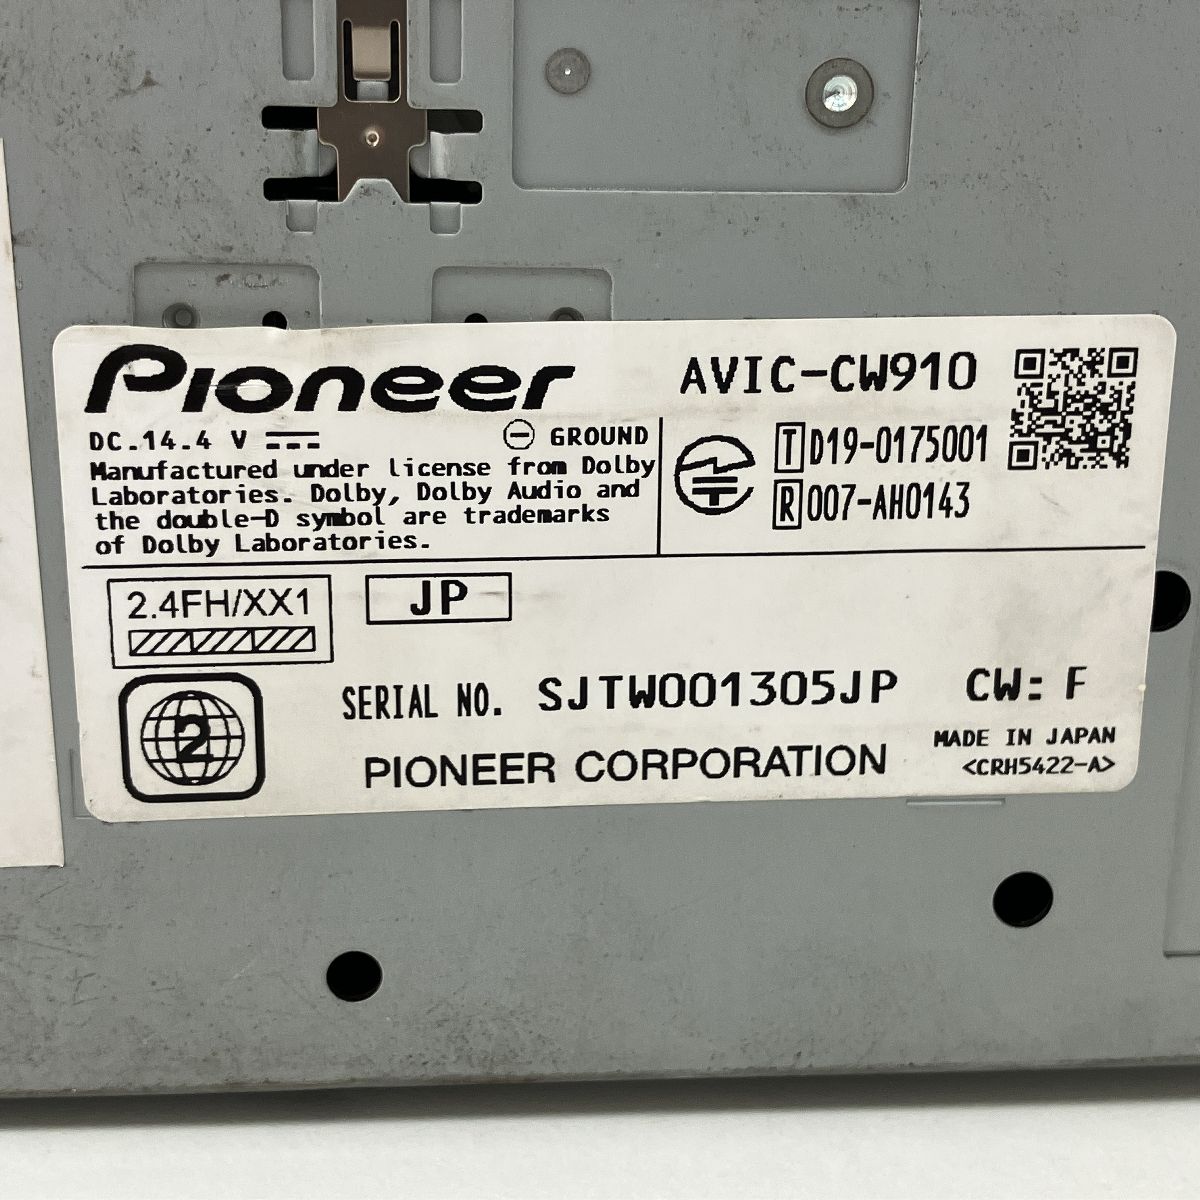 Pioneer
AVIC-CW910
DC.14.4 V
GROUND
Manufactured under license from Dolby
Laboratories. Dolby, Dolby Audio and
the double-D symbol are trademarks
of Dolby Laboratories.
T D19-0175001
R 007-AH0143
2.4FH/XX1
JP
2
SERIAL NO. SJTW001305JP CW: F
PIONEER CORPORATION
MADE IN JAPAN
<CRH5422-A>